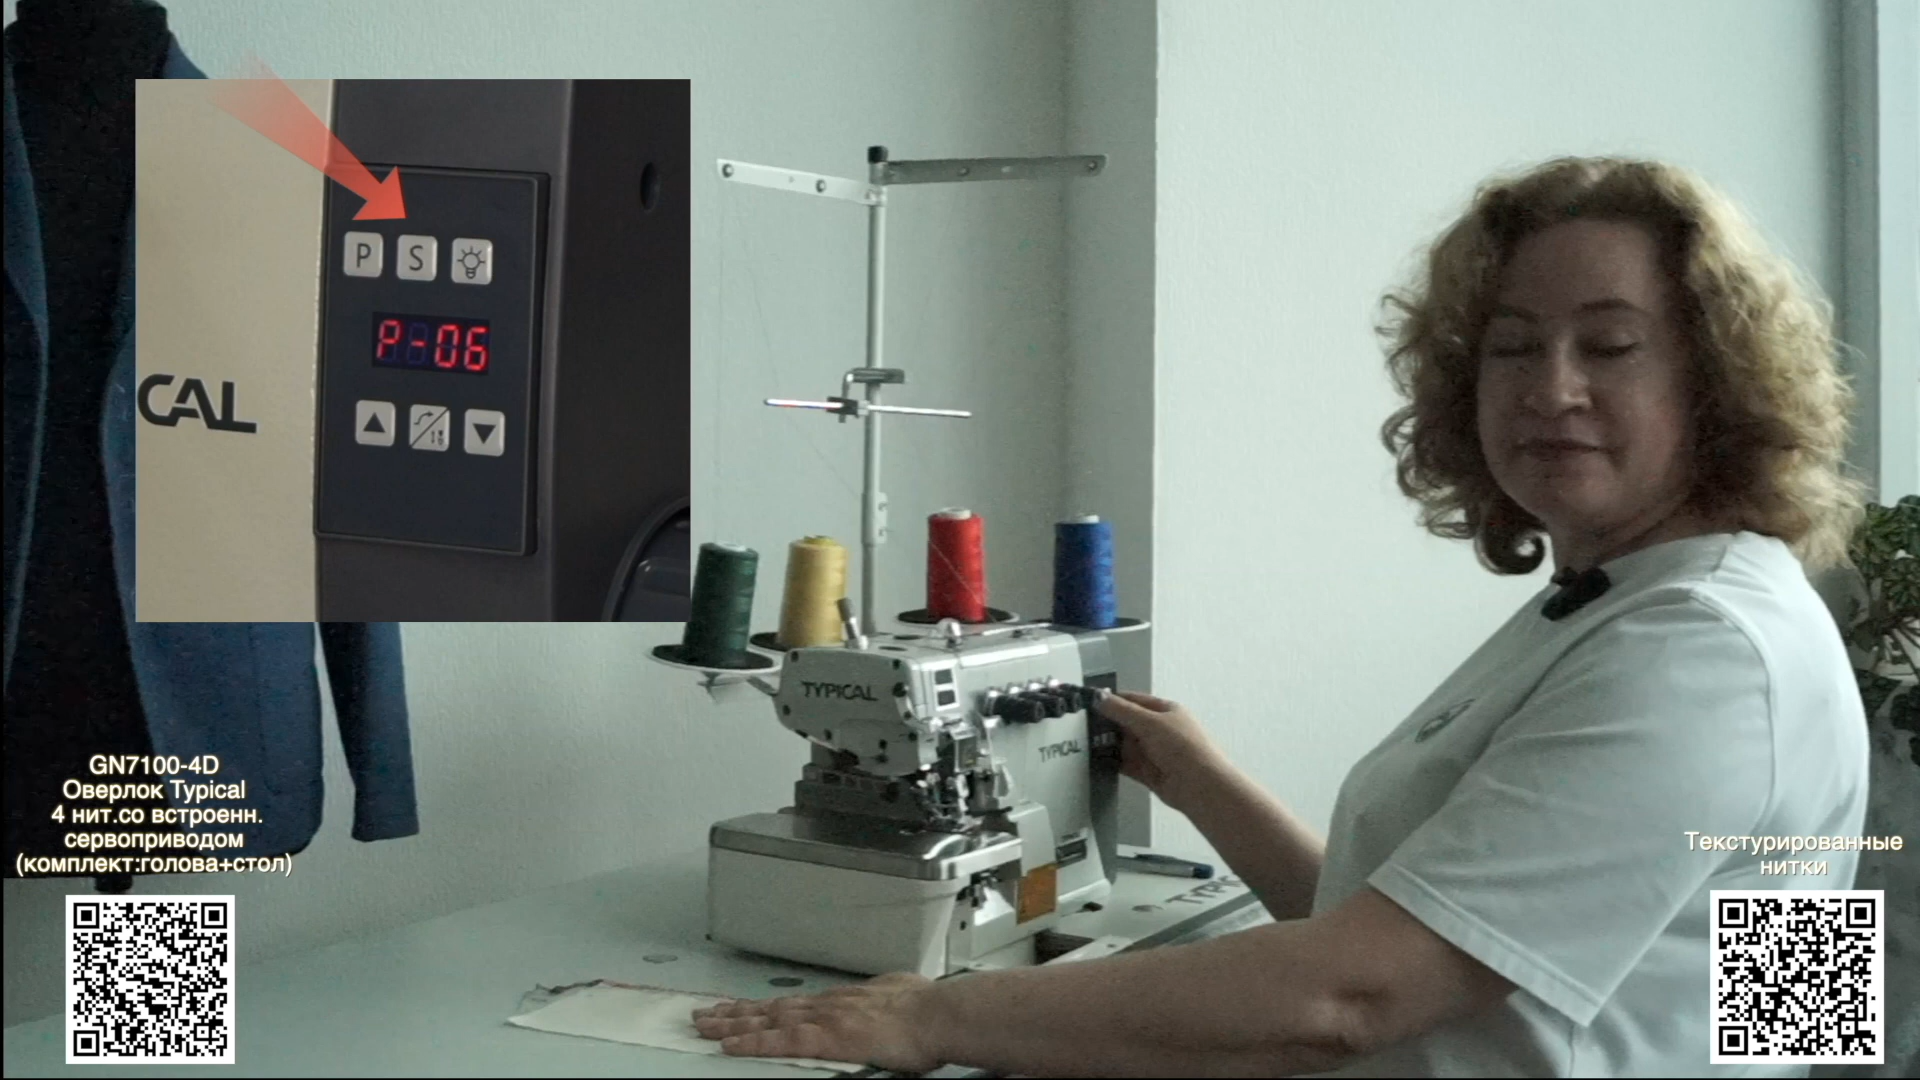 P S
P-06
CAL
TYPICAL
TYPICAL
GN7100-4D
Оверлок Typical
4 нит.со встроенн.
сервоприводом
(комплект:голова+стол)
Текстурированные
нитки